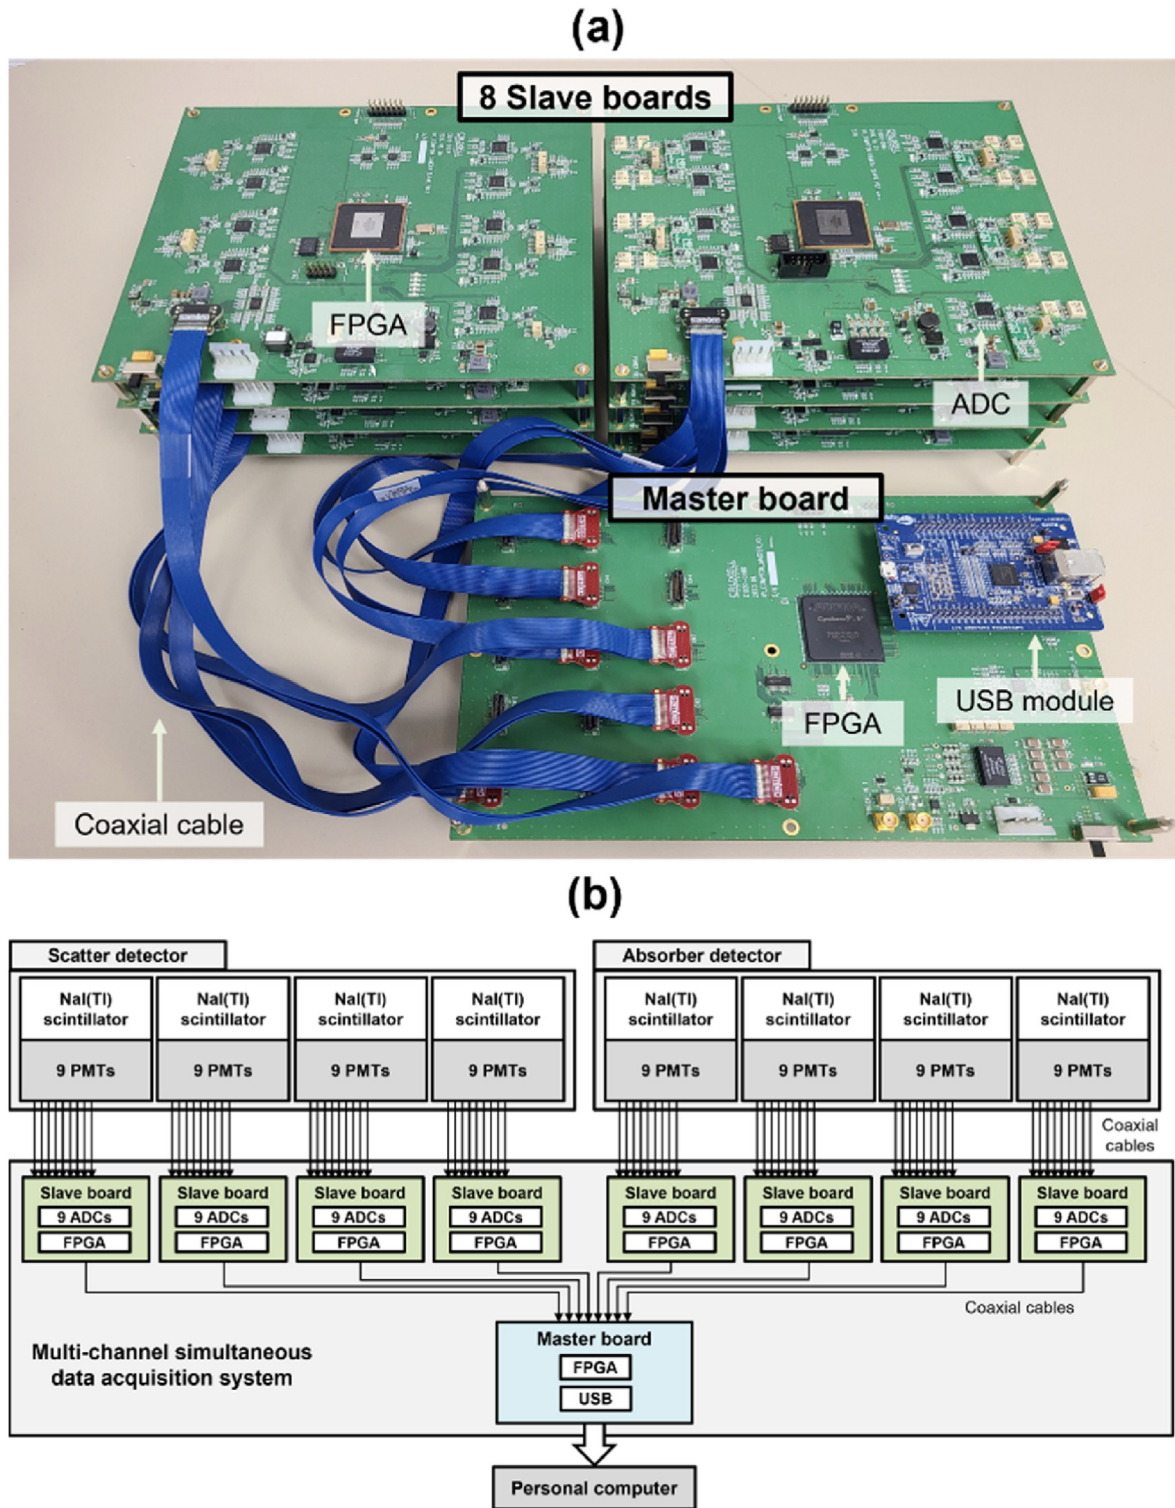 (a)
8 Slave boards
FPGA
ADC
Master board
USB module
FPGA
Coaxial cable
(b)
Scatter detector
Absorber detector
NaI(Tl) scintillator
NaI(Tl) scintillator
NaI(Tl) scintillator
NaI(Tl) scintillator
NaI(Tl) scintillator
NaI(Tl) scintillator
NaI(Tl) scintillator
NaI(Tl) scintillator
9 PMTs
9 PMTs
9 PMTs
9 PMTs
9 PMTs
9 PMTs
9 PMTs
9 PMTs
Coaxial
cables
Slave board
Slave board
Slave board
Slave board
Slave board
Slave board
Slave board
Slave board
9 ADCs
9 ADCs
9 ADCs
9 ADCs
9 ADCs
9 ADCs
9 ADCs
9 ADCs
FPGA
FPGA
FPGA
FPGA
FPGA
FPGA
FPGA
FPGA
Coaxial cables
Master board
FPGA
USB
Multi-channel simultaneous
data acquisition system
Personal computer